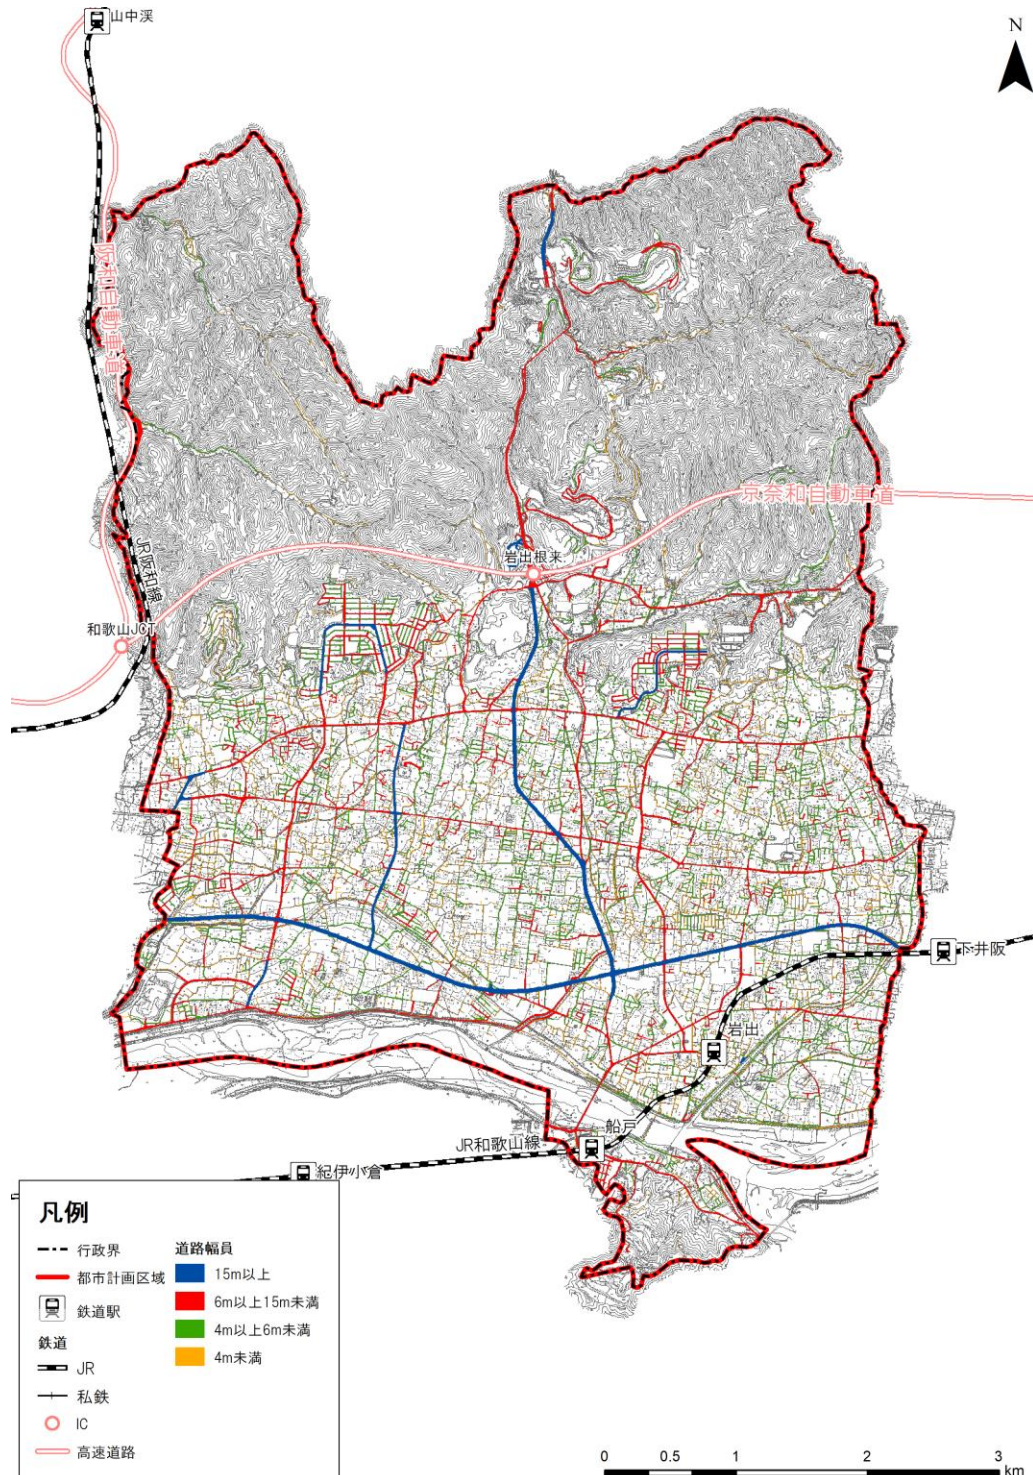 山中渓
N
阪和自動車道
京奈和自動車道
JR阪和線
岩出根来
和歌山JCT
下井阪
岩出
船戸
JR和歌山線
紀伊小倉
凡例
行政界
都市計画区域
鉄道駅
鉄道
JR
私鉄
IC
高速道路
道路幅員
15m以上
6m以上15m未満
4m以上6m未満
4m未満
0 0.5 1 2 3
km